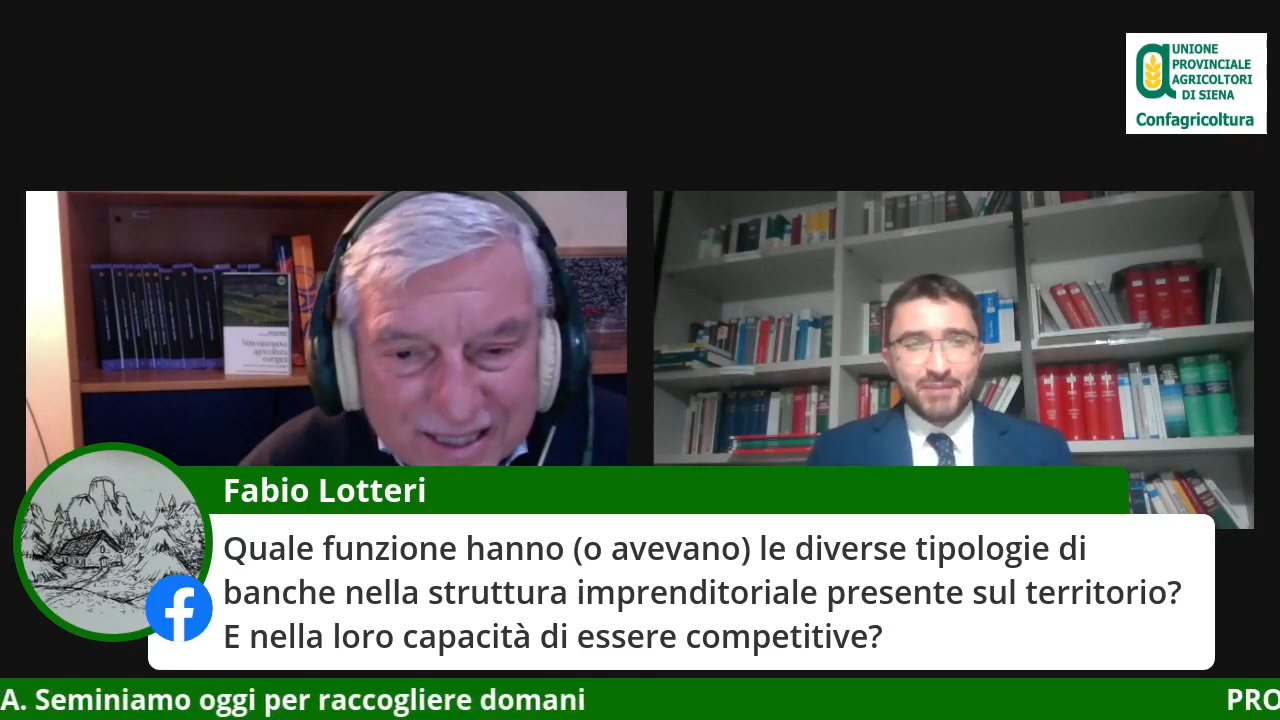 UNIONE
PROVINCIALE
AGRICOLTORI
DI SIENA
Confagricoltura
Fabio Lotteri
Quale funzione hanno (o avevano) le diverse tipologie di
banche nella struttura imprenditoriale presente sul territorio?
E nella loro capacità di essere competitive?
A. Seminiamo oggi per raccogliere domani
PRO